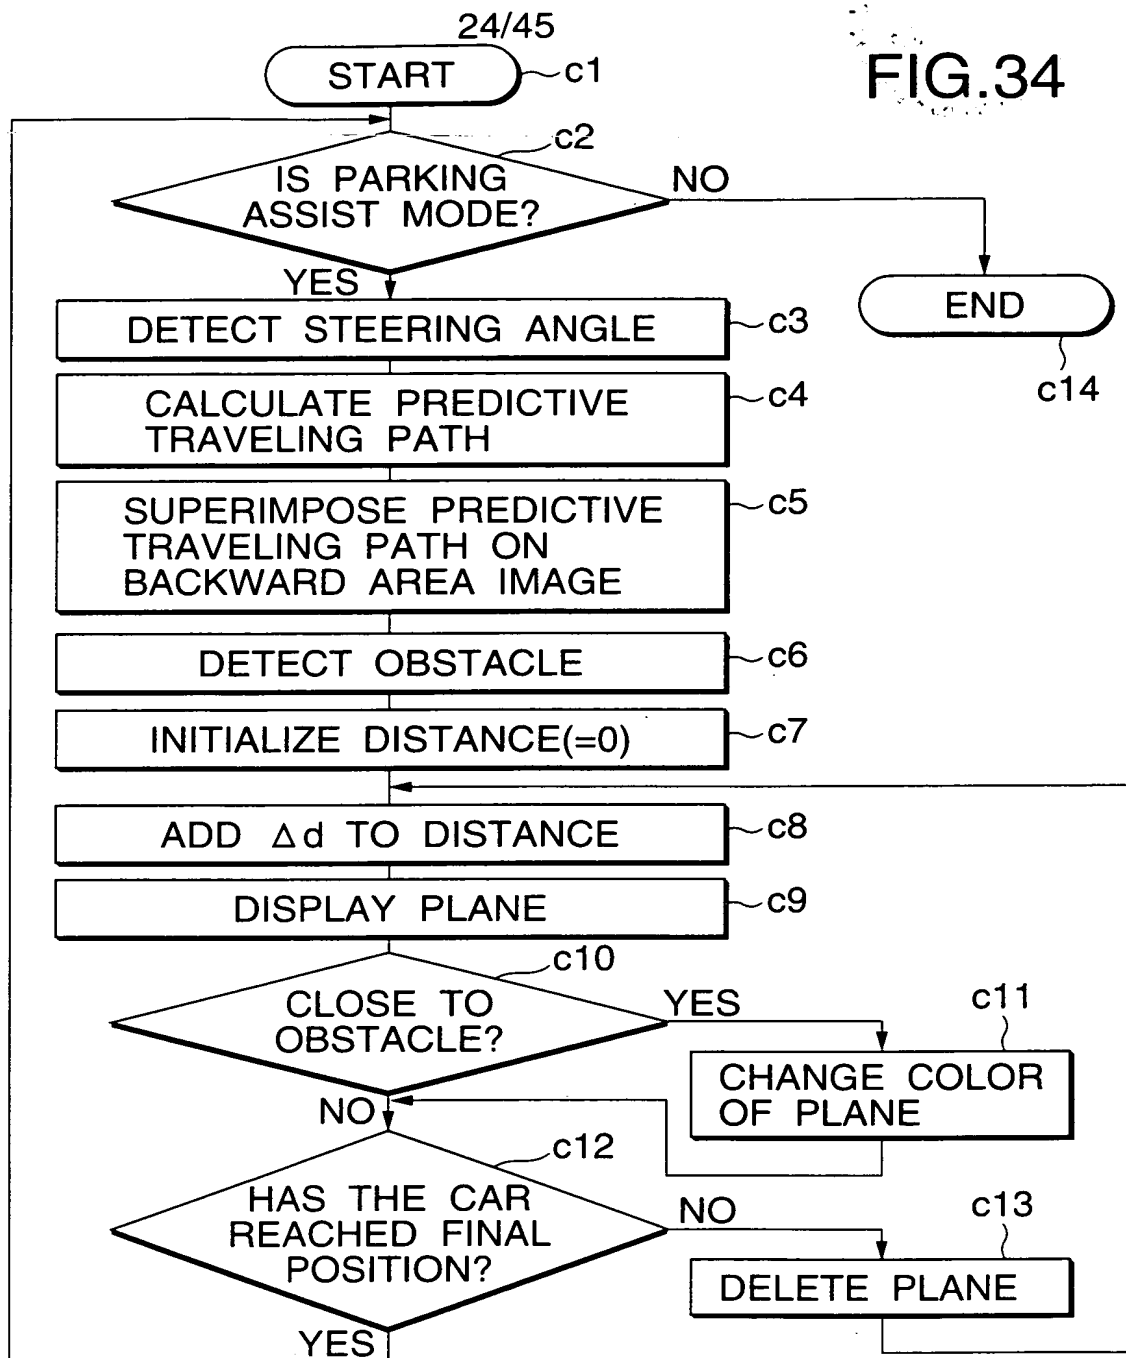 24/45
FIG.34
START
c1
c2
IS PARKING
ASSIST MODE?
NO
YES
END
c14
DETECT STEERING ANGLE
c3
CALCULATE PREDICTIVE
TRAVELING PATH
c4
SUPERIMPOSE PREDICTIVE
TRAVELING PATH ON
BACKWARD AREA IMAGE
c5
DETECT OBSTACLE
c6
INITIALIZE DISTANCE(=0)
c7
ADD Δd TO DISTANCE
c8
DISPLAY PLANE
c9
c10
CLOSE TO
OBSTACLE?
YES
c11
CHANGE COLOR
OF PLANE
NO
c12
HAS THE CAR
REACHED FINAL
POSITION?
NO
c13
DELETE PLANE
YES